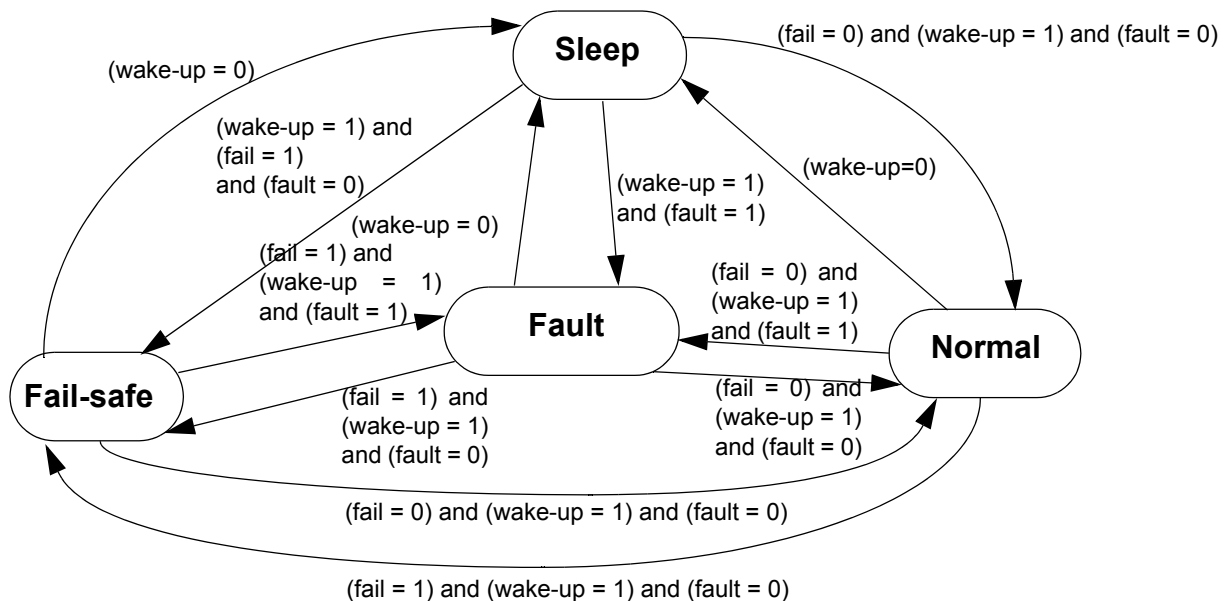 Sleep
(fail = 0) and (wake-up = 1) and (fault = 0)
(wake-up = 0)
(wake-up = 1) and
(fail = 1)
and (fault = 0)
(wake-up=0)
(wake-up = 1)
and (fault = 1)
(wake-up = 0)
(fail = 1) and
(wake-up = 1)
and (fault = 1)
(fail = 0) and
(wake-up = 1)
and (fault = 1)
Fault
Normal
Fail-safe
(fail = 1) and
(wake-up = 1)
and (fault = 0)
(fail = 0) and
(wake-up = 1)
and (fault = 0)
(fail = 0) and (wake-up = 1) and (fault = 0)
(fail = 1) and (wake-up = 1) and (fault = 0)